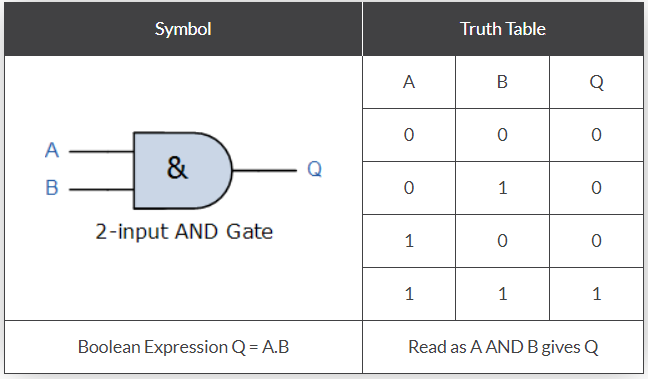 Symbol
Truth Table
A B Q
0 0 0
0 1 0
1 0 0
1 1 1
A
B
&
Q
2-input AND Gate
Boolean Expression Q = A.B
Read as A AND B gives Q